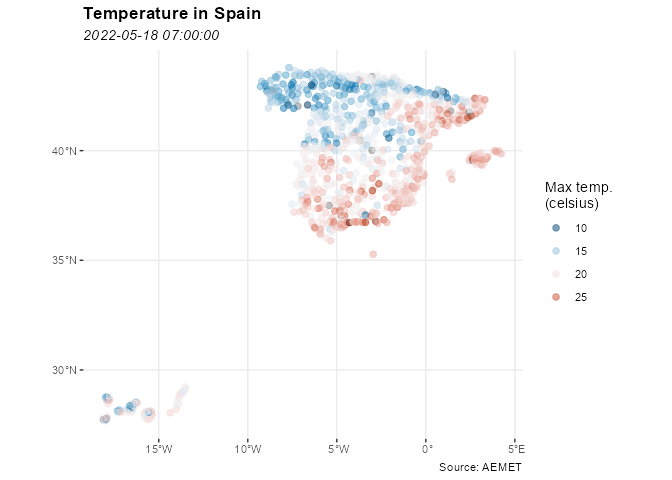 Temperature in Spain
2022-05-18 07:00:00
40°N
35°N
30°N
15°W
10°W
5°W
0°
5°E
Max temp.
(celsius)
10
15
20
25
Source: AEMET